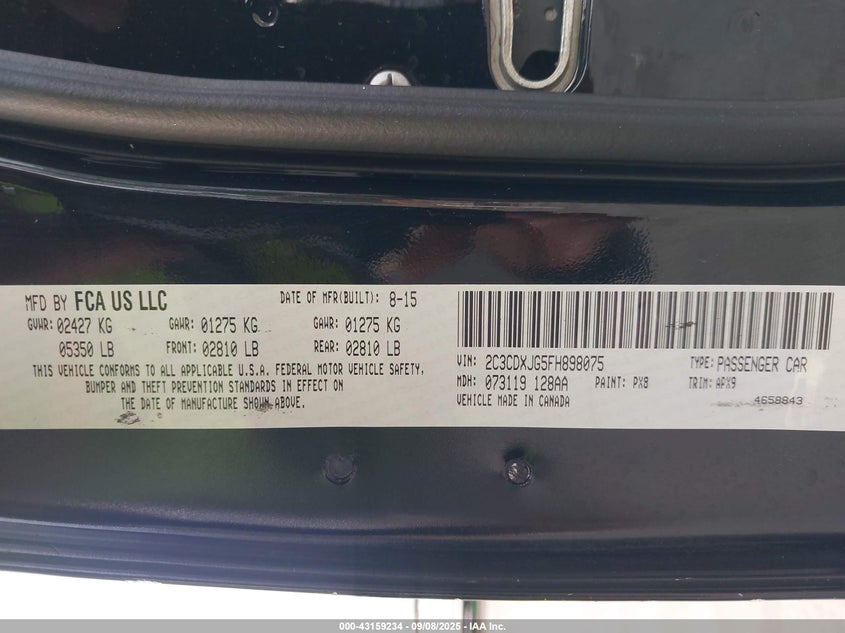 MFD BY FCA US LLC DATE OF MFR(BUILT): 8-15
GVWR: 02427 KG GAWR: 01275 KG GAWR: 01275 KG
05350 LB FRONT: 02810 LB REAR: 02810 LB
THIS VEHICLE CONFORMS TO ALL APPLICABLE U.S.A. FEDERAL MOTOR VEHICLE SAFETY,
BUMPER AND THEFT PREVENTION STANDARDS IN EFFECT ON
THE DATE OF MANUFACTURE SHOWN ABOVE.
VIN: 2C3CDXJG5FH898075 TYPE: PASSENGER CAR
MDH: 073119 128AA PAINT: PX8 TRIM: APX9
VEHICLE MADE IN CANADA 4658843
000-43159234 - 09/08/2025 - IAA Inc.